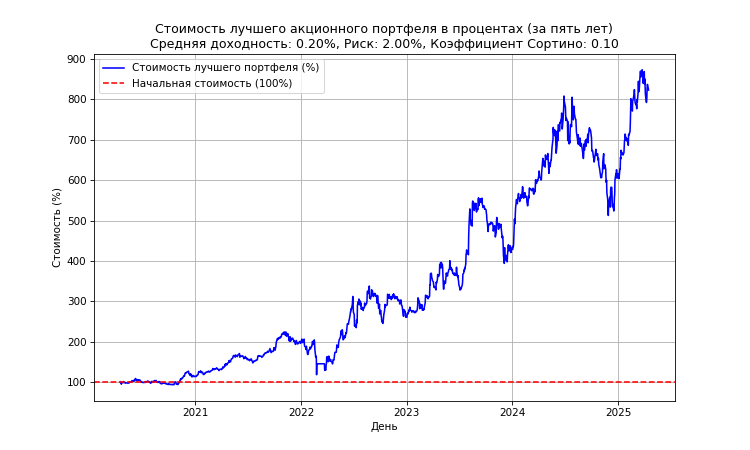 Стоимость лучшего акционного портфеля в процентах (за пять лет)
Средняя доходность: 0.20%, Риск: 2.00%, Коэффициент Сортино: 0.10
Стоимость лучшего портфеля (%)
Начальная стоимость (100%)
Стоимость (%)
900
800
700
600
500
400
300
200
100
2021
2022
2023
2024
2025
День